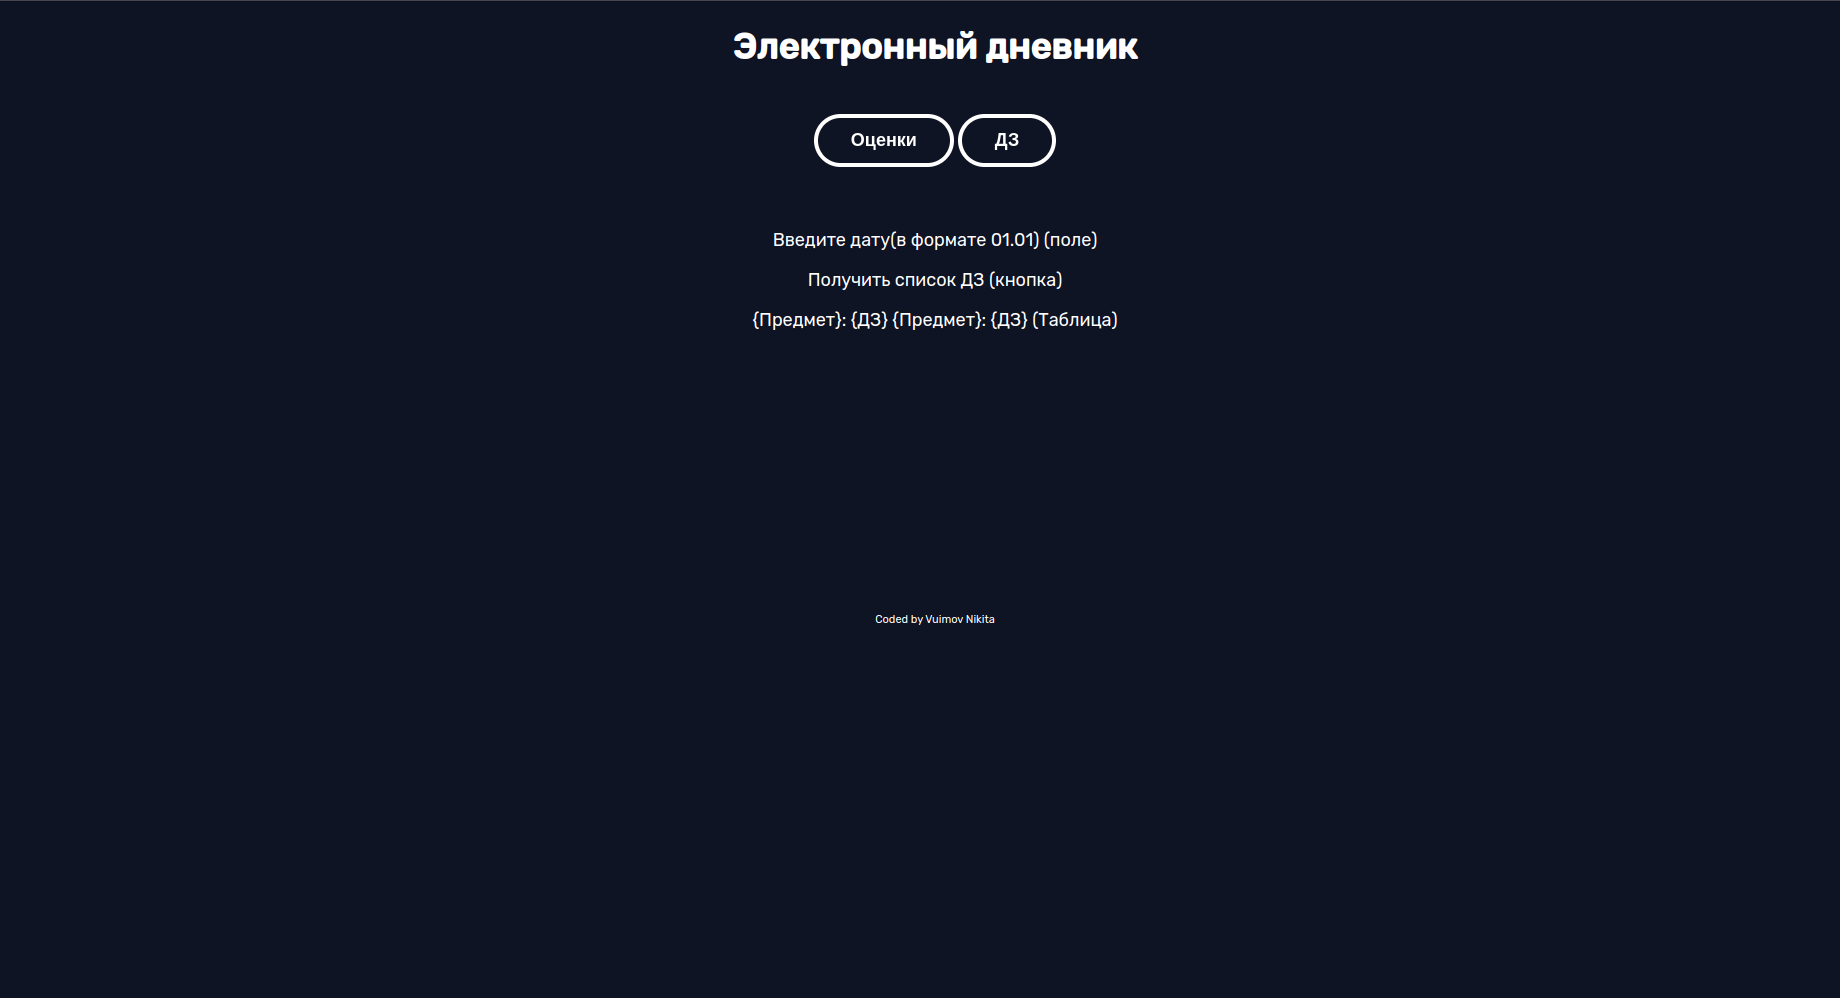 Электронный дневник
Оценки ДЗ
Введите дату(в формате 01.01) (поле)
Получить список ДЗ (кнопка)
{Предмет}: {ДЗ} {Предмет}: {ДЗ} (Таблица)
Coded by Vuimov Nikita